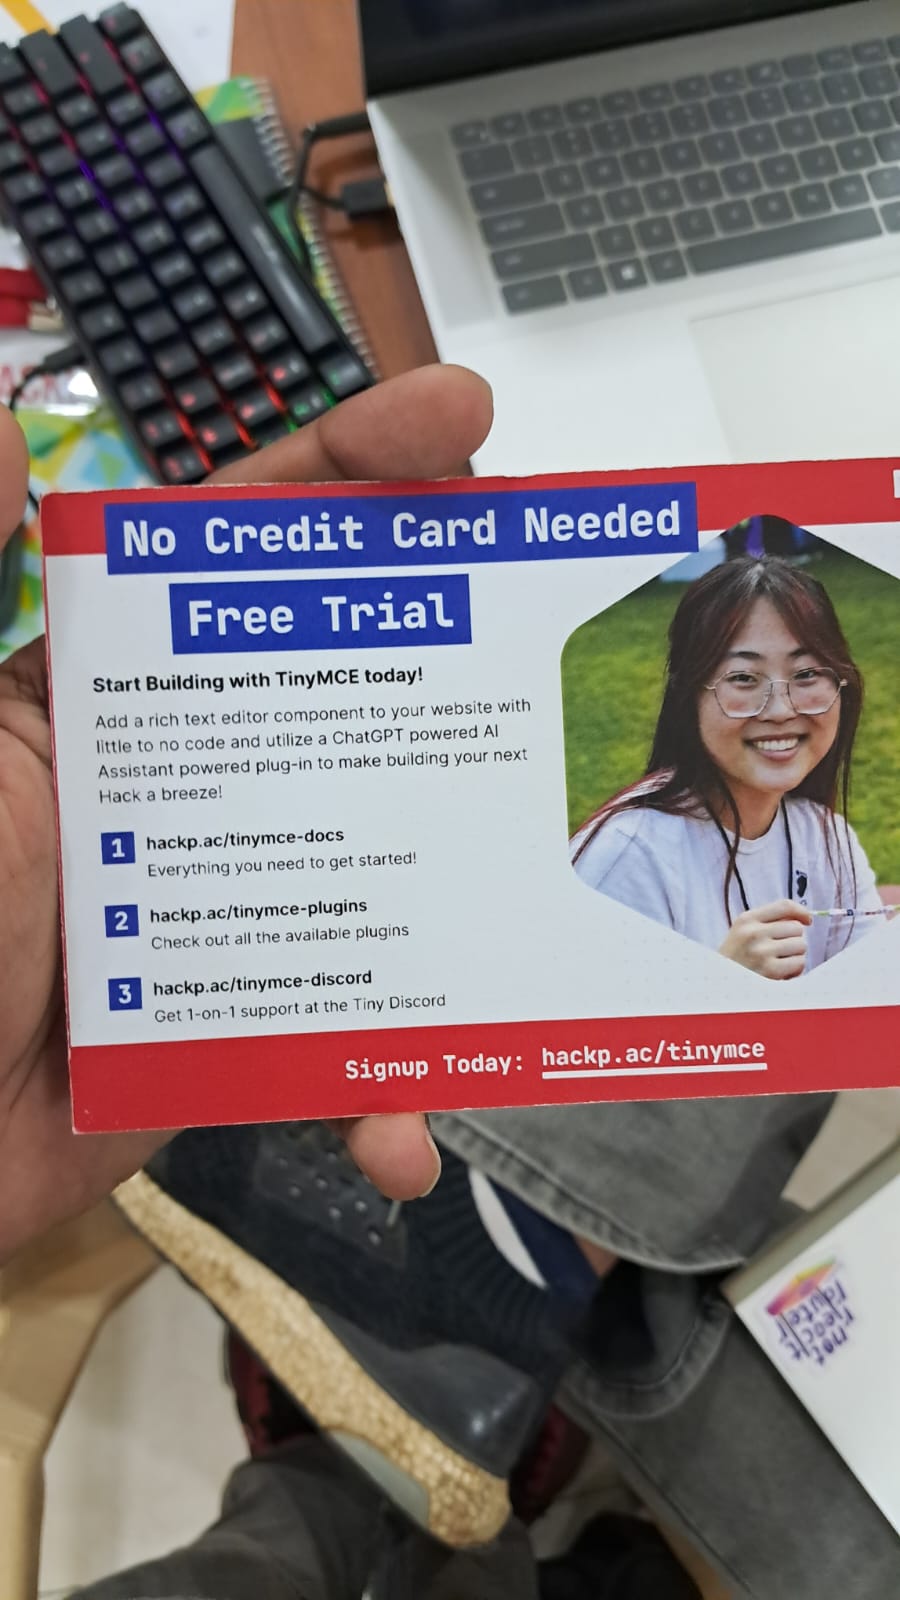 No Credit Card Needed
Free Trial
Start Building with TinyMCE today!
Add a rich text editor component to your website with
little to no code and utilize a ChatGPT powered AI
Assistant powered plug-in to make building your next
Hack a breeze!
1 hackp.ac/tinymce-docs
Everything you need to get started!
2 hackp.ac/tinymce-plugins
Check out all the available plugins
3 hackp.ac/tinymce-discord
Get 1-on-1 support at the Tiny Discord
Signup Today: hackp.ac/tinymce